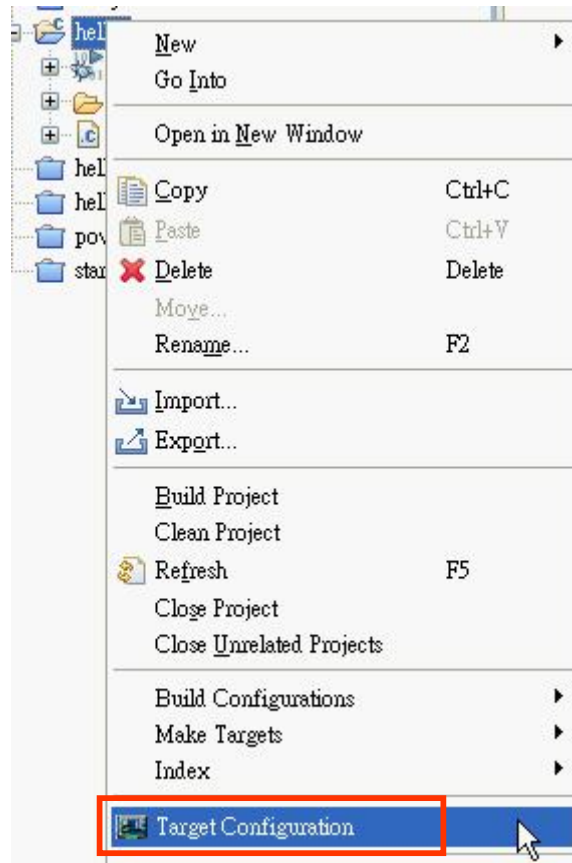 hel
New
Go Into
.c
Open in New Window
hel
hel
Copy Ctrl+C
pov
Paste Ctrl+V
star
Delete Delete
Move...
Rename... F2
Import...
Export...
Build Project
Clean Project
Refresh F5
Close Project
Close Unrelated Projects
Build Configurations
Make Targets
Index
Target Configuration